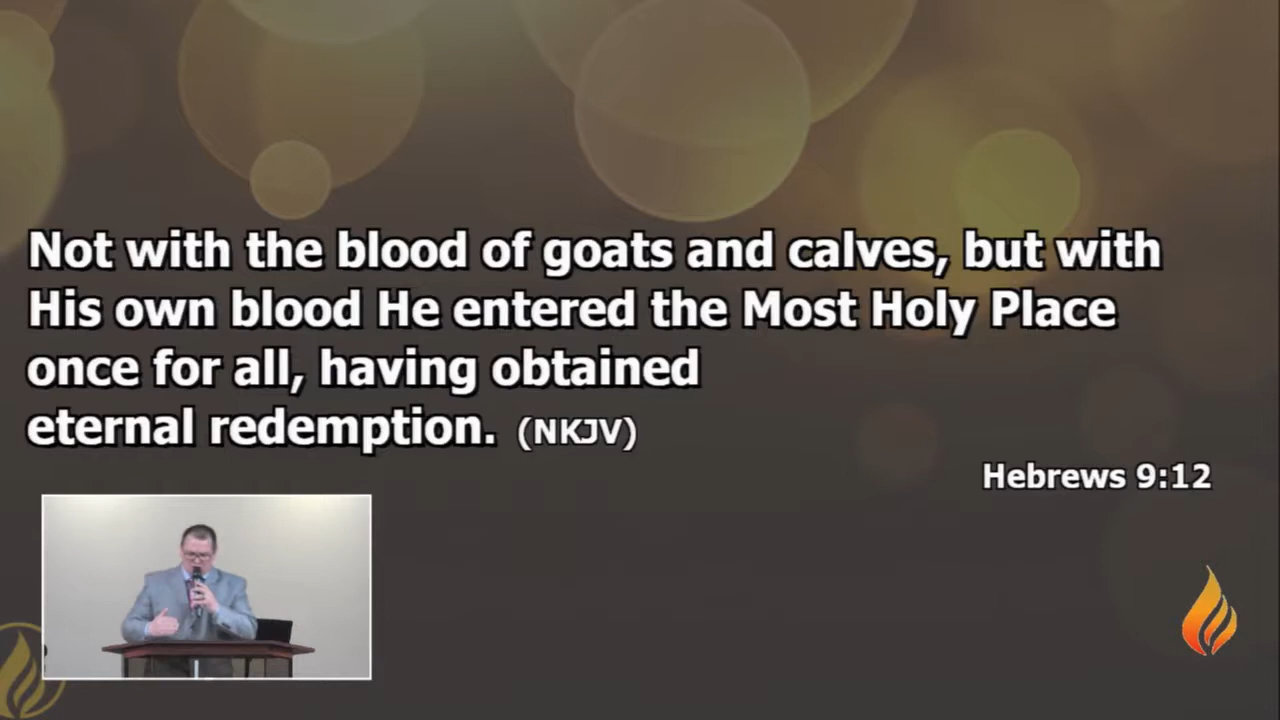 Not with the blood of goats and calves, but with
His own blood He entered the Most Holy Place
once for all, having obtained
eternal redemption. (NKJV)
Hebrews 9:12